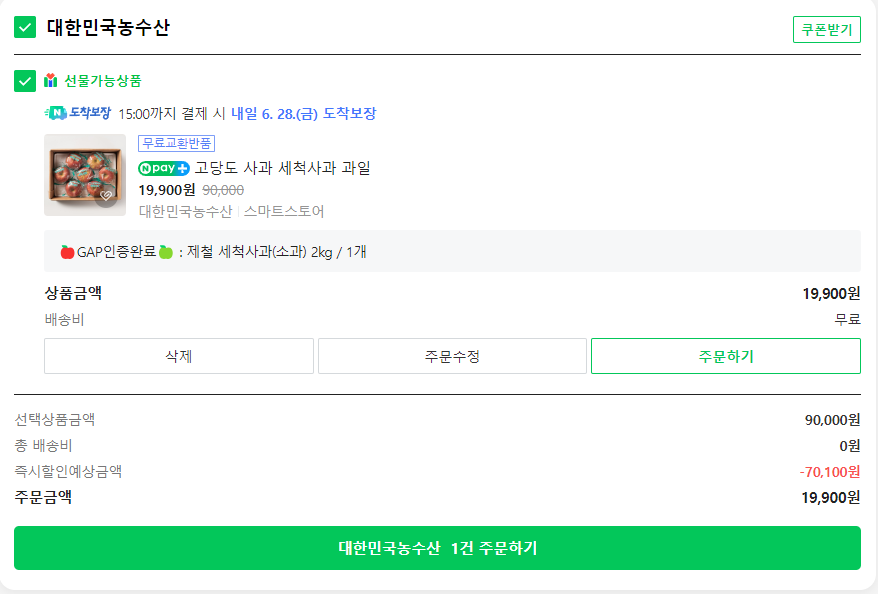 대한민국농수산
쿠폰받기
선물가능상품
N 도착보장 15:00까지 결제 시 내일 6. 28.(금) 도착보장
무료교환반품
N pay+ 고당도 사과 세척사과 과일
19,900원 90,000
대한민국농수산 | 스마트스토어
🍎GAP인증완료🍏 : 제철 세척사과(소과) 2kg / 1개
상품금액 19,900원
배송비 무료
삭제 주문수정 주문하기
선택상품금액 90,000원
총 배송비 0원
즉시할인예상금액 -70,100원
주문금액 19,900원
대한민국농수산 1건 주문하기